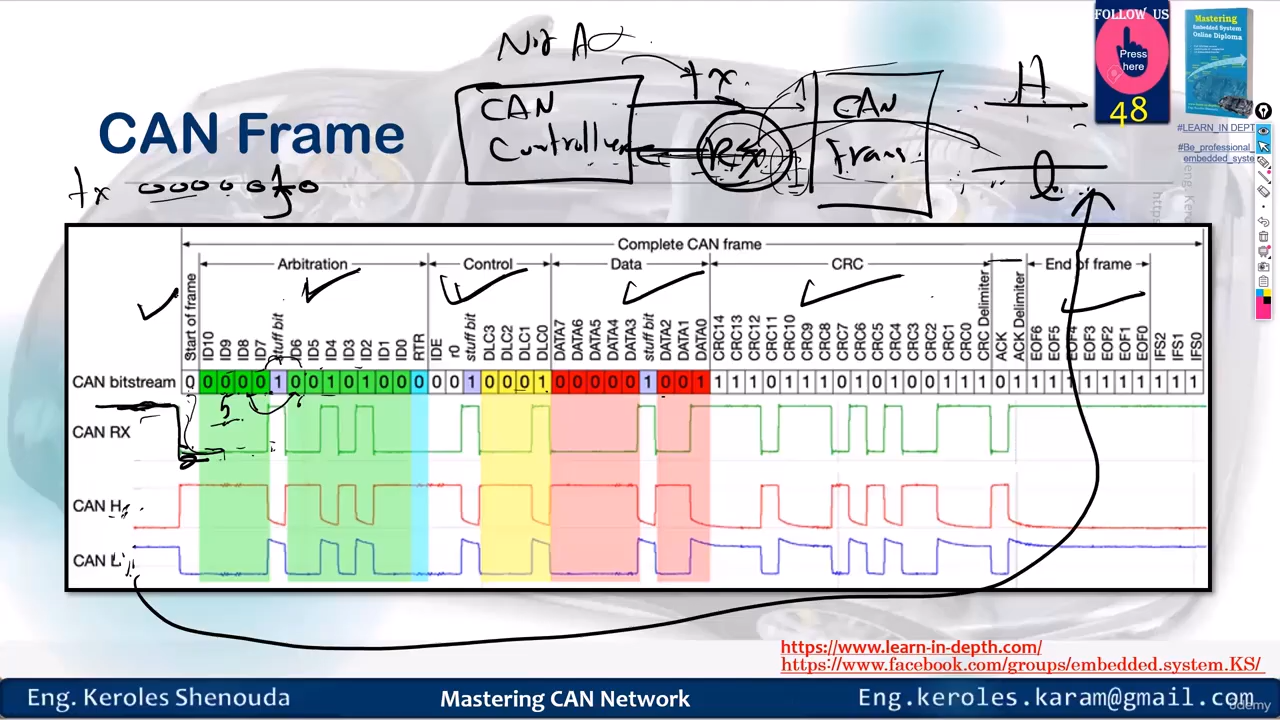 FOLLOW US
Press
here
48
Mastering
Embedded System
Online Diploma
#LEARN_IN DEPT
#Be_professional_
embedded_syste
CAN Frame
CAN
Controller
tx
Rx
CAN
Trans
H
L
tx 0000010
Complete CAN frame
Arbitration
Control
Data
CRC
End of frame
Start of frame
ID10
ID9
ID8
ID7
stuff bit
ID6
ID5
ID4
ID3
ID2
ID1
ID0
RTR
IDE
r0
stuff bit
DLC3
DLC2
DLC1
DLC0
DATA7
DATA6
DATA5
DATA4
DATA3
stuff bit
DATA2
DATA1
DATA0
CRC14
CRC13
CRC12
CRC11
CRC10
CRC9
CRC8
CRC7
CRC6
CRC5
CRC4
CRC3
CRC2
CRC1
CRC0
CRC Delimiter
ACK
ACK Delimiter
EOF6
EOF5
EOF4
EOF3
EOF2
EOF1
EOF0
IFS2
IFS1
IFS0
CAN bitstream 0 0 0 0 0 1 0 0 1 0 1 0 0 0 0 0 1 0 0 0 1 0 0 0 0 0 1 0 0 1 1 1 1 0 1 1 1 0 1 0 1 0 0 1 1 1 0 1 1 1 1 1 1 1 1 1 1 1
5
CAN RX
CAN H
CAN L
https://www.learn-in-depth.com/
https://www.facebook.com/groups/embedded.system.KS/
Eng. Keroles Shenouda
Mastering CAN Network
Eng.keroles.karam@gmail.com
ûdemy